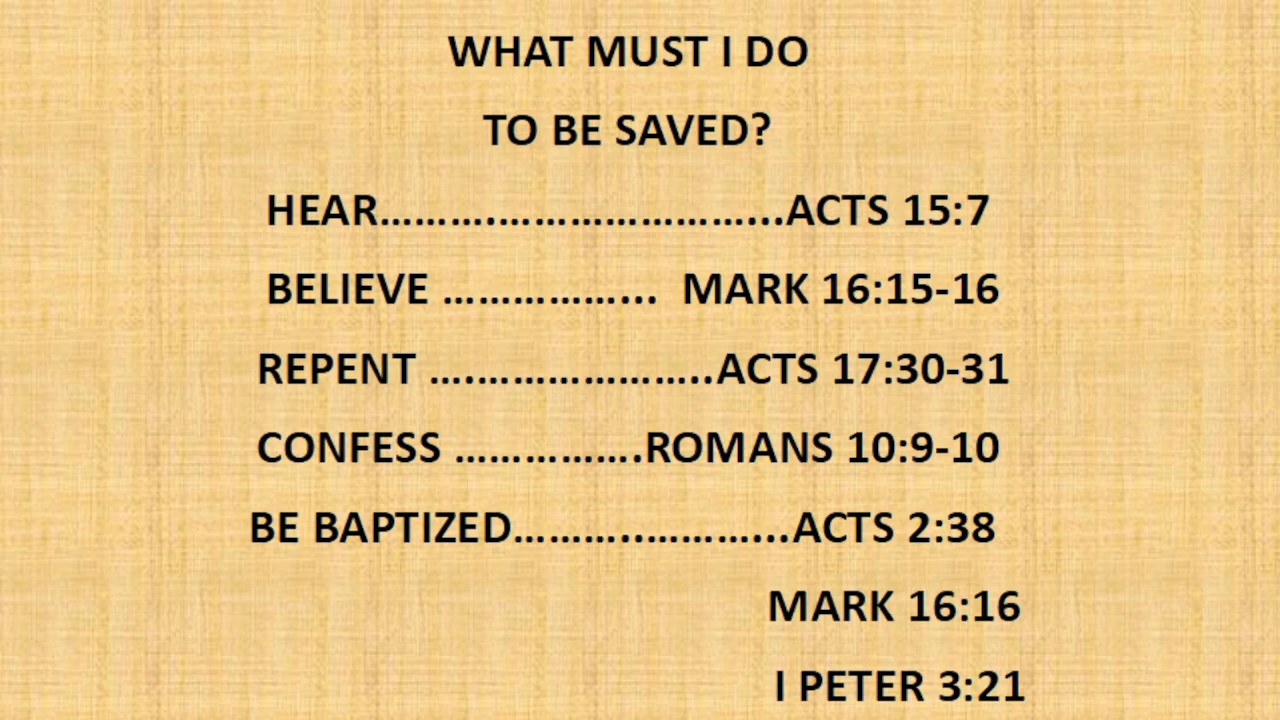 WHAT MUST I DO
TO BE SAVED?
HEAR……….…………………...ACTS 15:7
BELIEVE ……………... MARK 16:15-16
REPENT ….………………..ACTS 17:30-31
CONFESS …………….ROMANS 10:9-10
BE BAPTIZED………..………...ACTS 2:38
MARK 16:16
I PETER 3:21